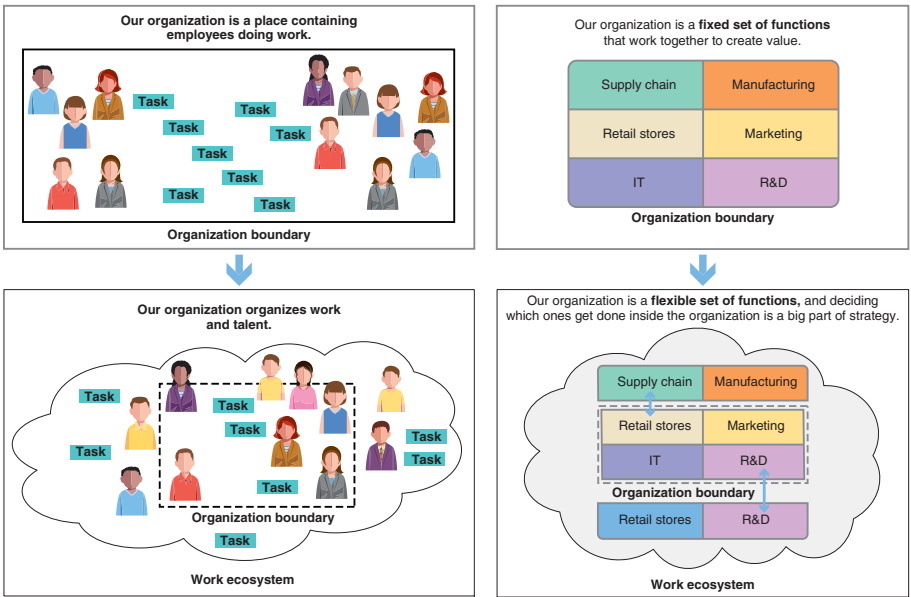 Our organization is a place containing
employees doing work.
Task
Task
Task
Task
Task
Task
Task
Task
Organization boundary
Our organization is a fixed set of functions
that work together to create value.
Supply chain
Manufacturing
Retail stores
Marketing
IT
R&D
Organization boundary
Our organization organizes work
and talent.
Task
Task
Task
Task
Task
Task
Task
Organization boundary
Task
Work ecosystem
Our organization is a flexible set of functions, and deciding
which ones get done inside the organization is a big part of strategy.
Supply chain
Manufacturing
Retail stores
Marketing
IT
R&D
Organization boundary
Retail stores
R&D
Work ecosystem